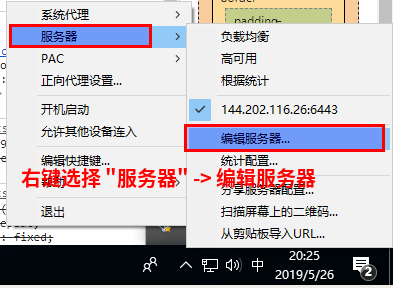 系统代理
服务器
PAC
正向代理设置...
开机启动
允许其他设备连入
编辑快捷键...
退出
padding-
负载均衡
高可用
根据统计
144.202.116.26:6443
编辑服务器...
统计配置...
分享服务器配置...
扫描屏幕上的二维码...
从剪贴板导入URL...
右键选择 "服务器" -> 编辑服务器
: fixed;
中
20:25
2019/5/26
2